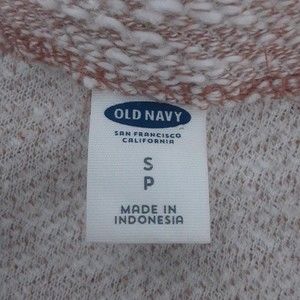 OLD NAVY
SAN FRANCISCO
CALIFORNIA
S
P
MADE IN
INDONESIA